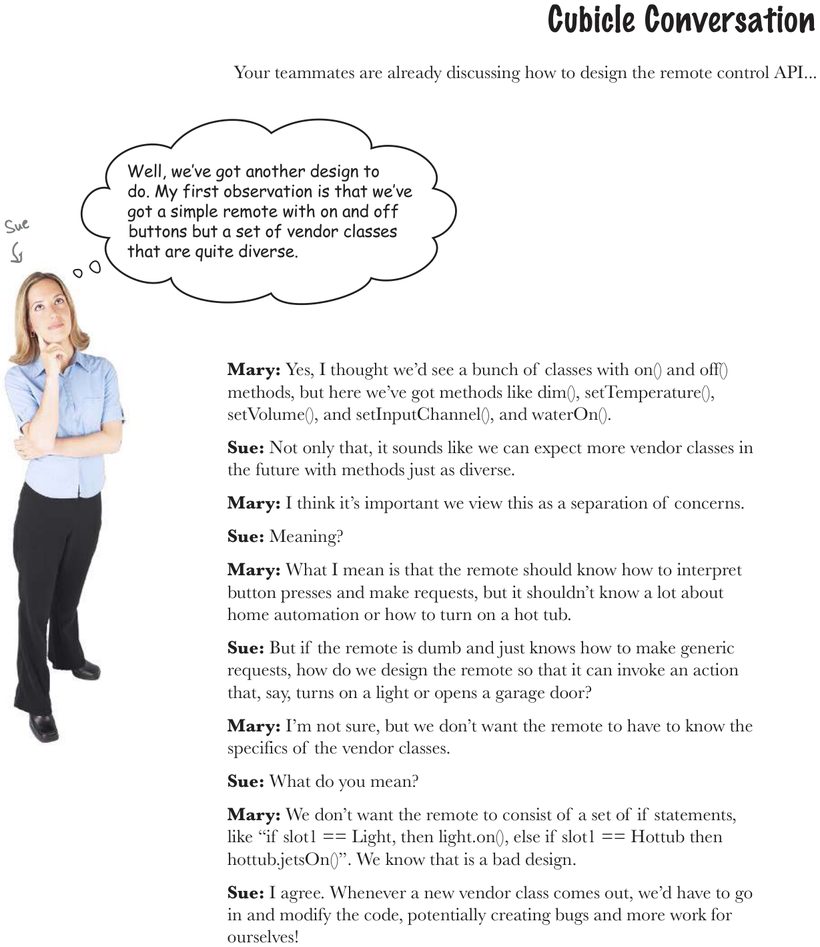 Cubicle Conversation
Your teammates are already discussing how to design the remote control API...
Well, we've got another design to
do. My first observation is that we've
got a simple remote with on and off
buttons but a set of vendor classes
that are quite diverse.
Sue
Mary: Yes, I thought we'd see a bunch of classes with on() and off()
methods, but here we've got methods like dim(), setTemperature(),
setVolume(), and setInputChannel(), and waterOn().
Sue: Not only that, it sounds like we can expect more vendor classes in
the future with methods just as diverse.
Mary: I think it's important we view this as a separation of concerns.
Sue: Meaning?
Mary: What I mean is that the remote should know how to interpret
button presses and make requests, but it shouldn't know a lot about
home automation or how to turn on a hot tub.
Sue: But if the remote is dumb and just knows how to make generic
requests, how do we design the remote so that it can invoke an action
that, say, turns on a light or opens a garage door?
Mary: I'm not sure, but we don't want the remote to have to know the
specifics of the vendor classes.
Sue: What do you mean?
Mary: We don't want the remote to consist of a set of if statements,
like "if slot1 == Light, then light.on(), else if slot1 == Hottub then
hottub.jetsOn()". We know that is a bad design.
Sue: I agree. Whenever a new vendor class comes out, we'd have to go
in and modify the code, potentially creating bugs and more work for
ourselves!